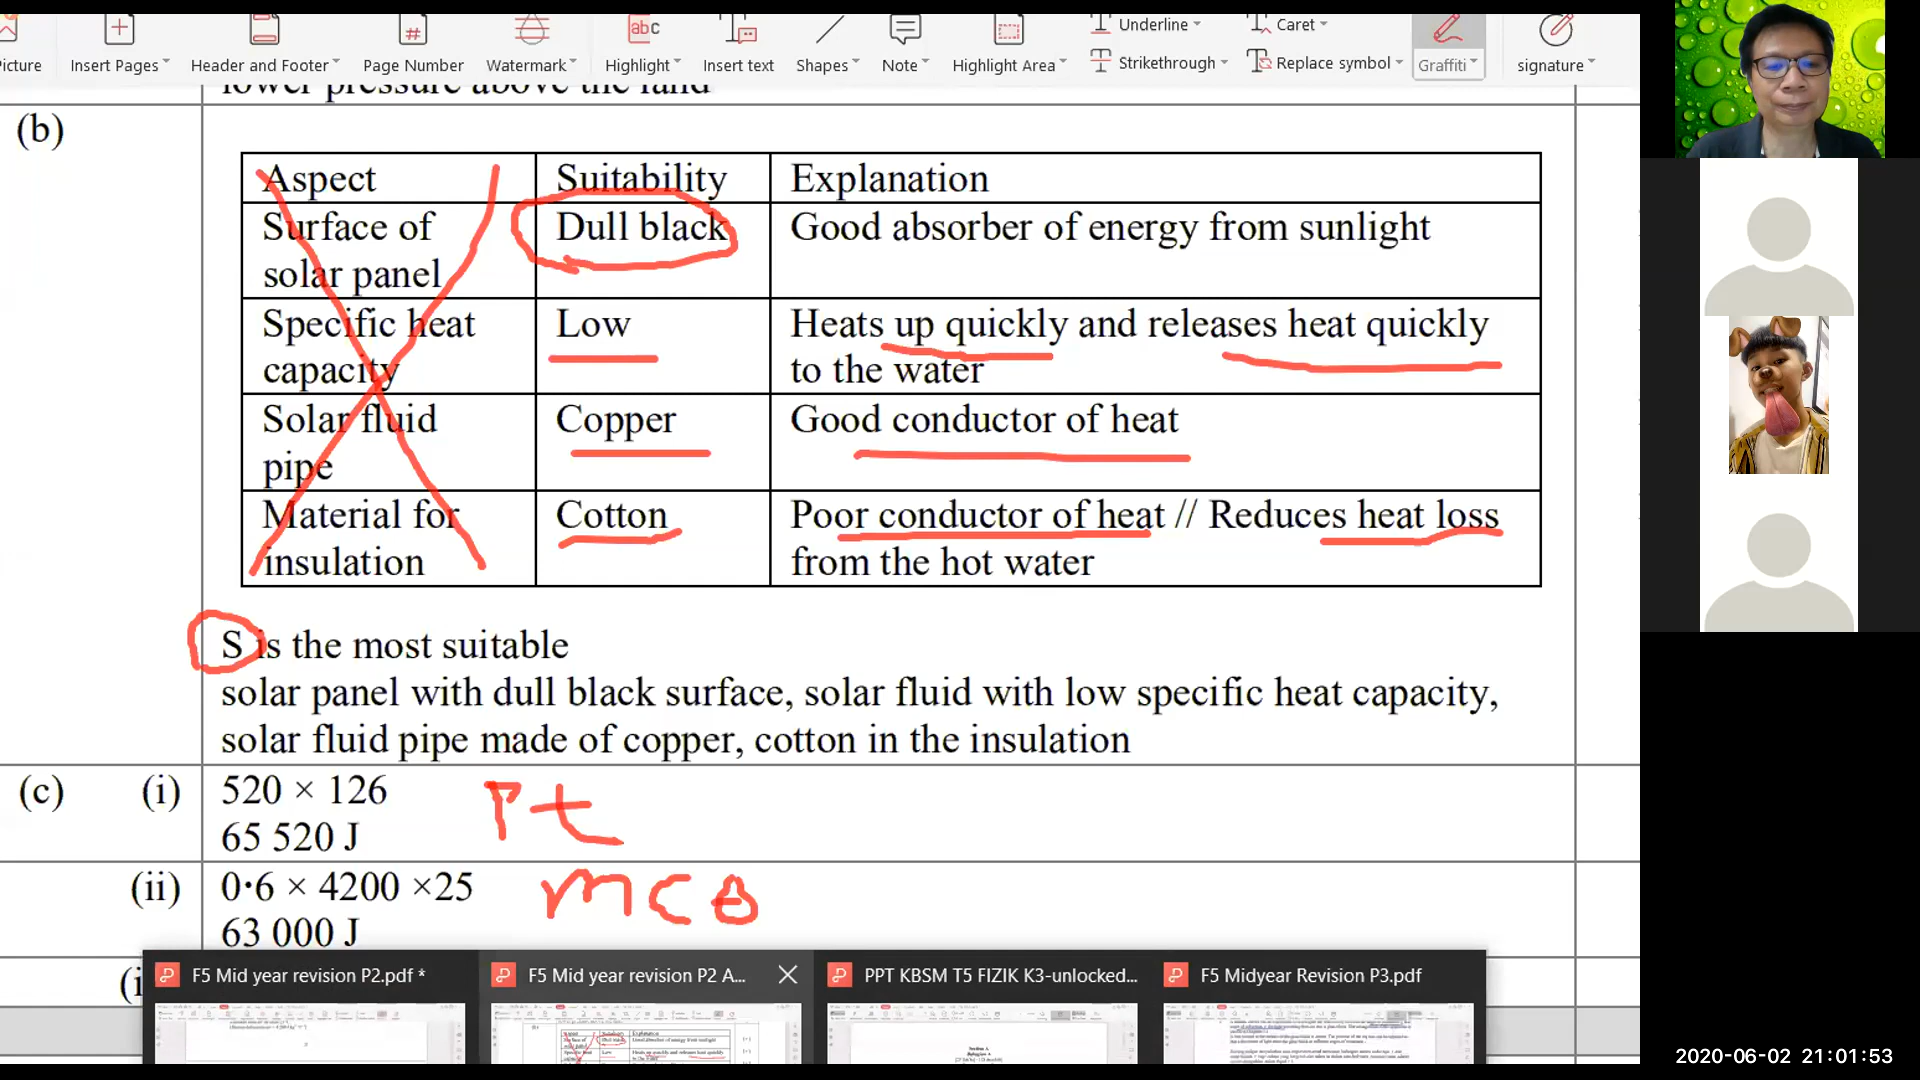 Picture
Insert Pages
Header and Footer
Page Number
Watermark
Highlight
Insert text
Shapes
Note
Highlight Area
Underline
Strikethrough
Caret
Replace symbol
Graffiti
signature
lower pressure above the land
(b)
Aspect Suitability Explanation
Surface of solar panel Dull black Good absorber of energy from sunlight
Specific heat capacity Low Heats up quickly and releases heat quickly
to the water
Solar fluid pipe Copper Good conductor of heat
Material for insulation Cotton Poor conductor of heat // Reduces heat loss
from the hot water
S is the most suitable
solar panel with dull black surface, solar fluid with low specific heat capacity,
solar fluid pipe made of copper, cotton in the insulation
(c) (i) 520 × 126 Pt
65 520 J
(ii) 0·6 × 4200 ×25 mcθ
63 000 J
F5 Mid year revision P2.pdf *
F5 Mid year revision P2 A...
PPT KBSM T5 FIZIK K3-unlocked...
F5 Midyear Revision P3.pdf
2020-06-02 21:01:53